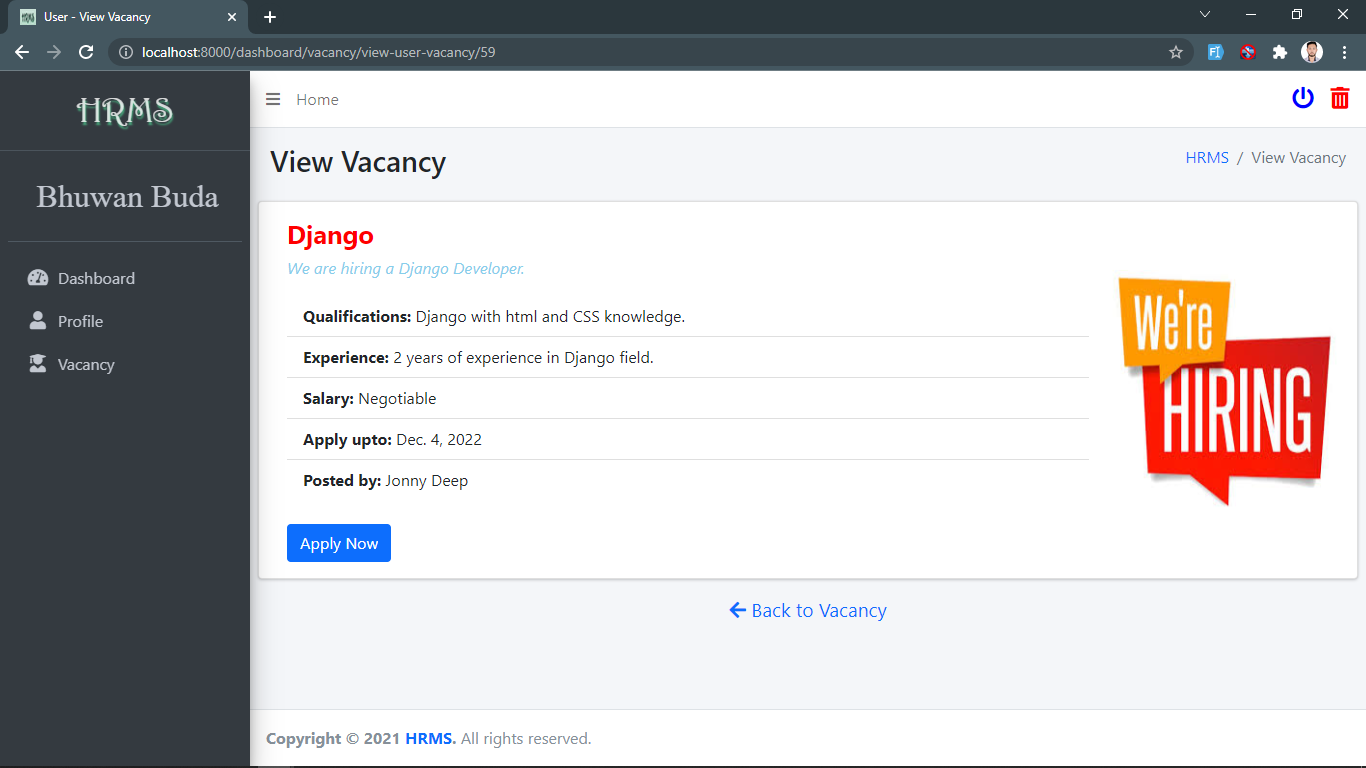 User - View Vacancy
localhost:8000/dashboard/vacancy/view-user-vacancy/59
HRMS
Home
Bhuwan Buda
Dashboard
Profile
Vacancy
View Vacancy
HRMS / View Vacancy
Django
We are hiring a Django Developer.
Qualifications: Django with html and CSS knowledge.
Experience: 2 years of experience in Django field.
Salary: Negotiable
Apply upto: Dec. 4, 2022
Posted by: Jonny Deep
Apply Now
We're
HIRING
Back to Vacancy
Copyright © 2021 HRMS. All rights reserved.